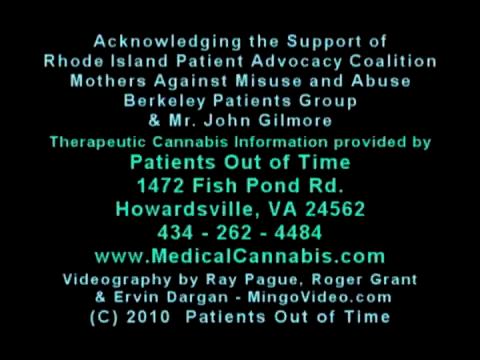 Acknowledging the Support of
Rhode Island Patient Advocacy Coalition
Mothers Against Misuse and Abuse
Berkeley Patients Group
& Mr. John Gilmore
Therapeutic Cannabis Information provided by
Patients Out of Time
1472 Fish Pond Rd.
Howardsville, VA 24562
434 - 262 - 4484
www.MedicalCannabis.com
Videography by Ray Pague, Roger Grant
& Ervin Dargan - MingoVideo.com
(C) 2010 Patients Out of Time